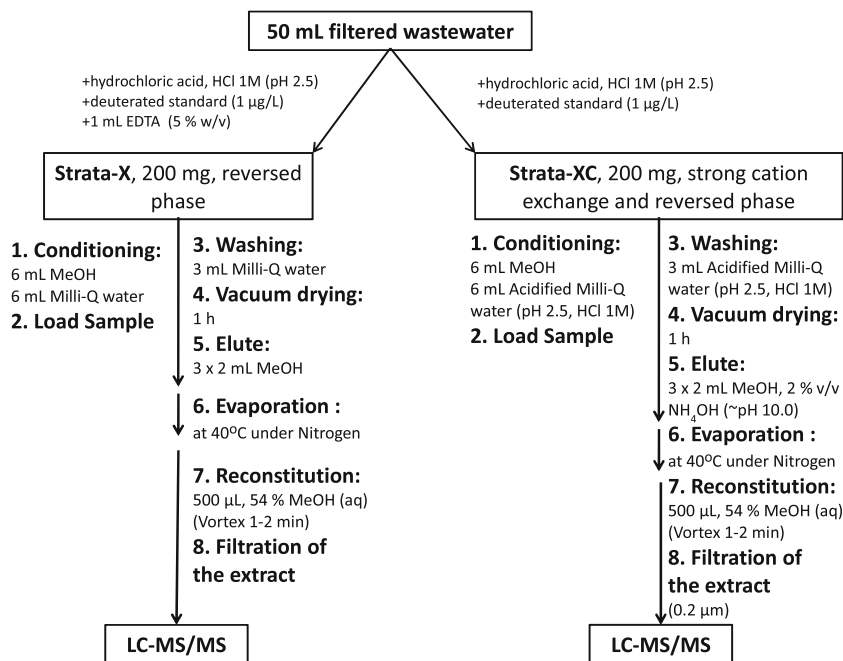 50 mL filtered wastewater
+hydrochloric acid, HCl 1M (pH 2.5)
+deuterated standard (1 µg/L)
+1 mL EDTA (5 % w/v)
+hydrochloric acid, HCl 1M (pH 2.5)
+deuterated standard (1 µg/L)
Strata-X, 200 mg, reversed
phase
1. Conditioning:
6 mL MeOH
6 mL Milli-Q water
2. Load Sample
3. Washing:
3 mL Milli-Q water
4. Vacuum drying:
1 h
5. Elute:
3 x 2 mL MeOH
6. Evaporation :
at 40ºC under Nitrogen
7. Reconstitution:
500 µL, 54 % MeOH (aq)
(Vortex 1-2 min)
8. Filtration of
the extract
LC-MS/MS
Strata-XC, 200 mg, strong cation
exchange and reversed phase
1. Conditioning:
6 mL MeOH
6 mL Acidified Milli-Q
water (pH 2.5, HCl 1M)
2. Load Sample
3. Washing:
3 mL Acidified Milli-Q
water (pH 2.5, HCl 1M)
4. Vacuum drying:
1 h
5. Elute:
3 x 2 mL MeOH, 2 % v/v
NH4OH (~pH 10.0)
6. Evaporation :
at 40ºC under Nitrogen
7. Reconstitution:
500 µL, 54 % MeOH (aq)
(Vortex 1-2 min)
8. Filtration of
the extract
(0.2 µm)
LC-MS/MS